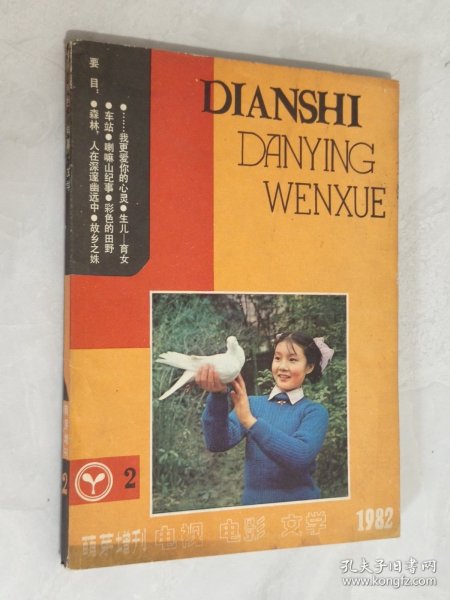 要目：
●……我更爱你的心灵●生儿—育女
●车站●喇嘛山纪事●彩色的田野
●森林，人在深邃幽远中●故乡之姝
DIANSHI
DANYING
WENXUE
2
萌芽增刊 电视 电影 文学 1982
2
孔夫子旧书网
kongfz.com